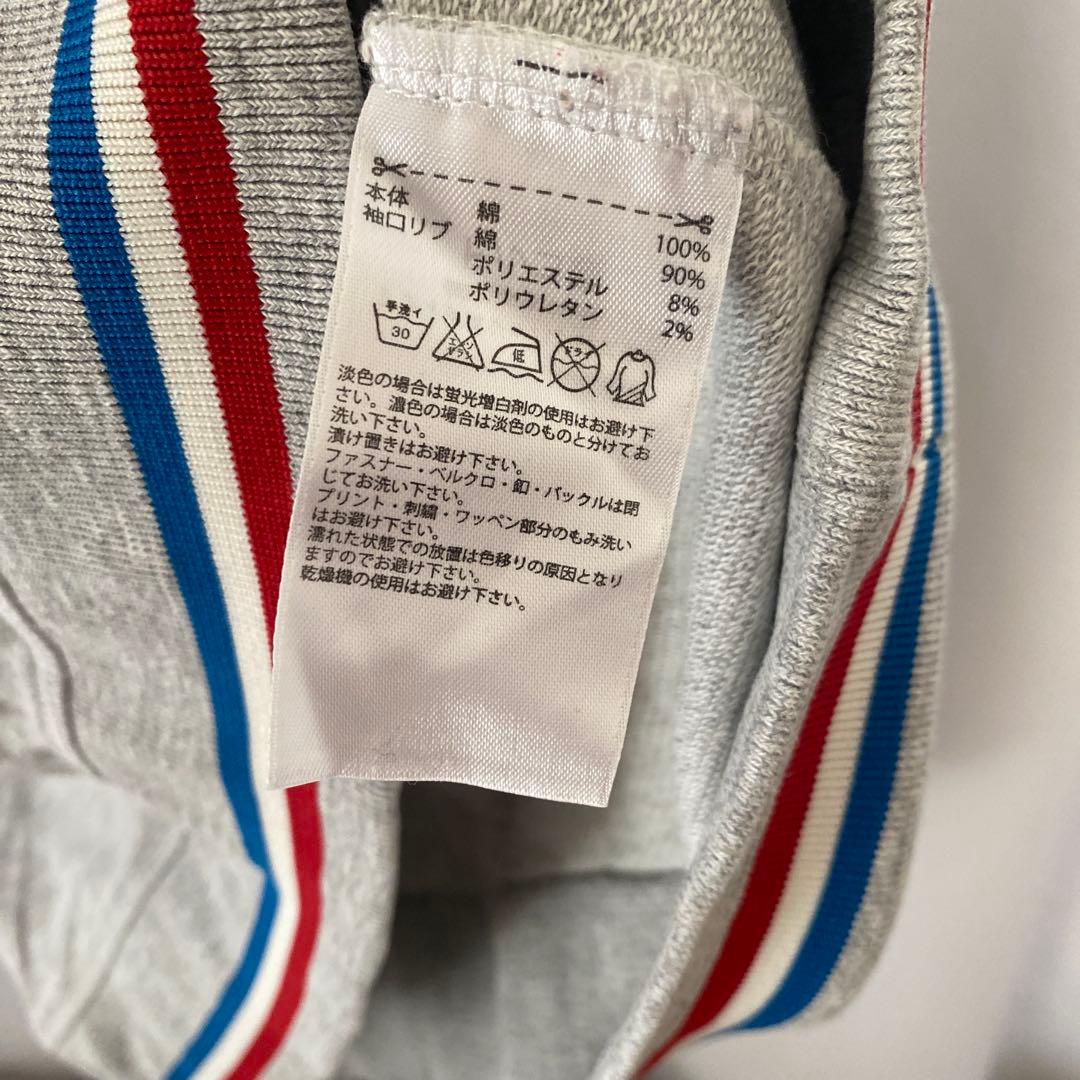 本体 綿 100%
袖口リブ 綿 90%
ポリエステル 8%
ポリウレタン 2%
手洗イ 30 エンソサラシ 低 ドライ
淡色の場合は蛍光増白剤の使用はお避け下
さい。濃色の場合は淡色のものと分けてお
洗い下さい。
漬け置きはお避け下さい。
ファスナー・ベルクロ・釦・バックルは閉
じてお洗い下さい。
プリント・刺繍・ワッペン部分のもみ洗い
はお避け下さい。
濡れた状態での放置は色移りの原因となり
ますのでお避け下さい。
乾燥機の使用はお避け下さい。